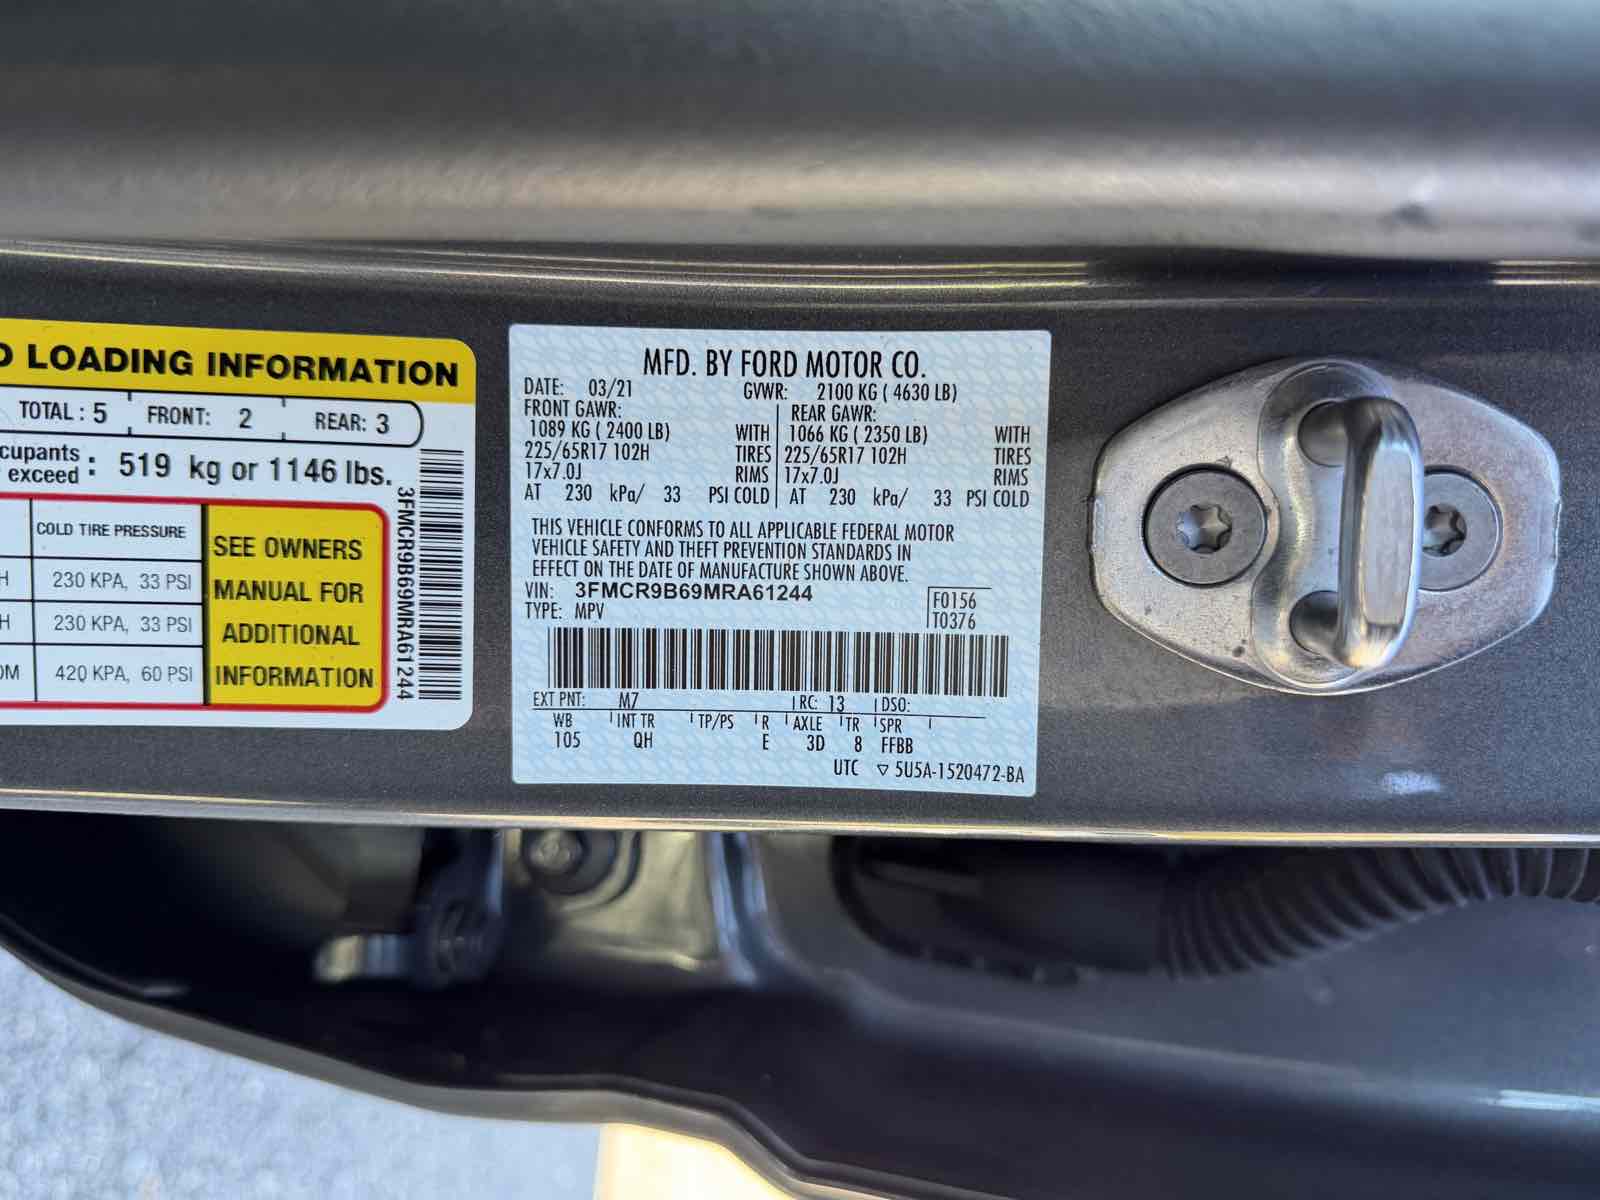 D LOADING INFORMATION
TOTAL : 5 FRONT: 2 REAR: 3
cupants
exceed : 519 kg or 1146 lbs.
COLD TIRE PRESSURE
H 230 KPA, 33 PSI
H 230 KPA, 33 PSI
0M 420 KPA, 60 PSI
SEE OWNERS
MANUAL FOR
ADDITIONAL
INFORMATION
3FMCR9B69MRA61244
MFD. BY FORD MOTOR CO.
DATE: 03/21 GVWR: 2100 KG ( 4630 LB)
FRONT GAWR: REAR GAWR:
1089 KG ( 2400 LB) WITH 1066 KG ( 2350 LB) WITH
225/65R17 102H TIRES 225/65R17 102H TIRES
17x7.0J RIMS 17x7.0J RIMS
AT 230 kPa/ 33 PSI COLD AT 230 kPa/ 33 PSI COLD
THIS VEHICLE CONFORMS TO ALL APPLICABLE FEDERAL MOTOR
VEHICLE SAFETY AND THEFT PREVENTION STANDARDS IN
EFFECT ON THE DATE OF MANUFACTURE SHOWN ABOVE.
VIN: 3FMCR9B69MRA61244
F0156
TYPE: MPV
T0376
EXT PNT: M7 RC: 13 DSO:
WB INT TR TP/PS R AXLE TR SPR
105 QH E 3D 8 FFBB
UTC ▽ 5U5A-1520472-BA